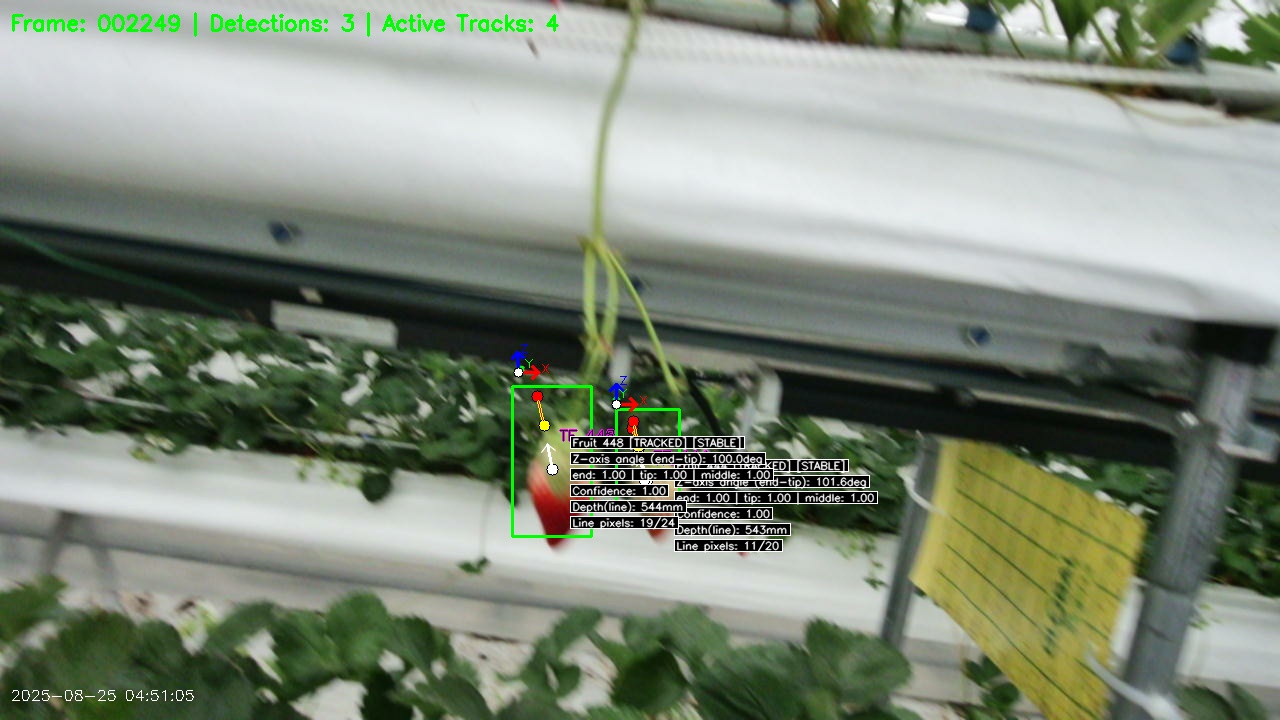 Frame: 002249 | Detections: 3 | Active Tracks: 4
Z
Y
X
Z
X
Fruit 448 [TRACKED] [STABLE]
Z-axis angle (end-tip): 100.0deg
end: 1.00 | tip: 1.00 | middle: 1.00
Confidence: 1.00
Depth(line): 544mm
Line pixels: 19/24
[STABLE]
Z-axis angle (end-tip): 101.6deg
end: 1.00 | tip: 1.00 | middle: 1.00
Confidence: 1.00
Depth(line): 543mm
Line pixels: 11/20
2025-08-25 04:51:05